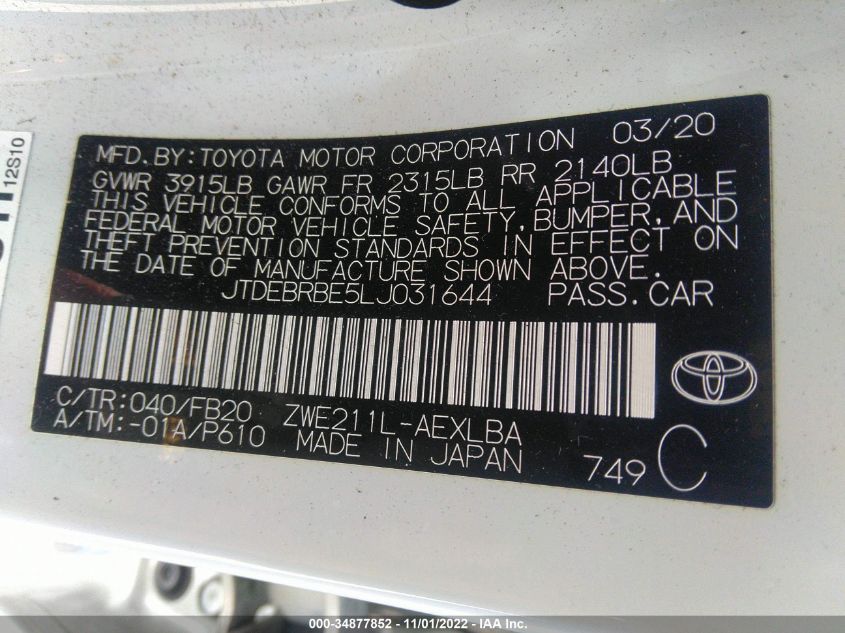 12S10
MFD. BY: TOYOTA MOTOR CORPORATION 03/20
GVWR 3915LB GAWR FR 2315LB RR 2140LB
THIS VEHICLE CONFORMS TO ALL APPLICABLE
FEDERAL MOTOR VEHICLE SAFETY, BUMPER, AND
THEFT PREVENTION STANDARDS IN EFFECT ON
THE DATE OF MANUFACTURE SHOWN ABOVE.
JTDEBRBE5LJ031644 PASS. CAR
C/TR: 040/FB20 ZWE211L-AEXLBA
A/TM: -01A/P610 MADE IN JAPAN
749 C
000 - 34877852 - 11/01/2022 - IAA Inc.